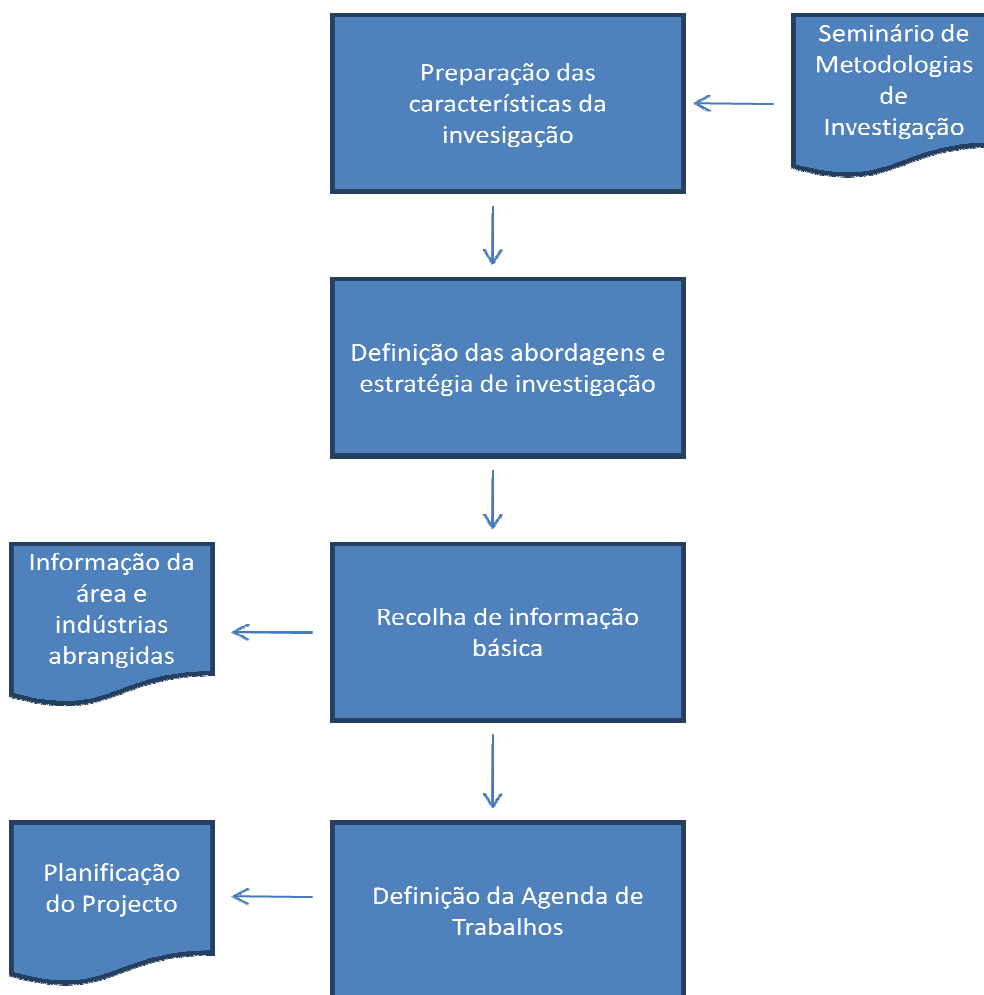 Preparação das
características da
invesigação
Seminário de
Metodologias
de
Investigação
Definição das abordagens e
estratégia de investigação
Informação da
área e
indústrias
abrangidas
Recolha de informação
básica
Planificação
do Projecto
Definição da Agenda de
Trabalhos